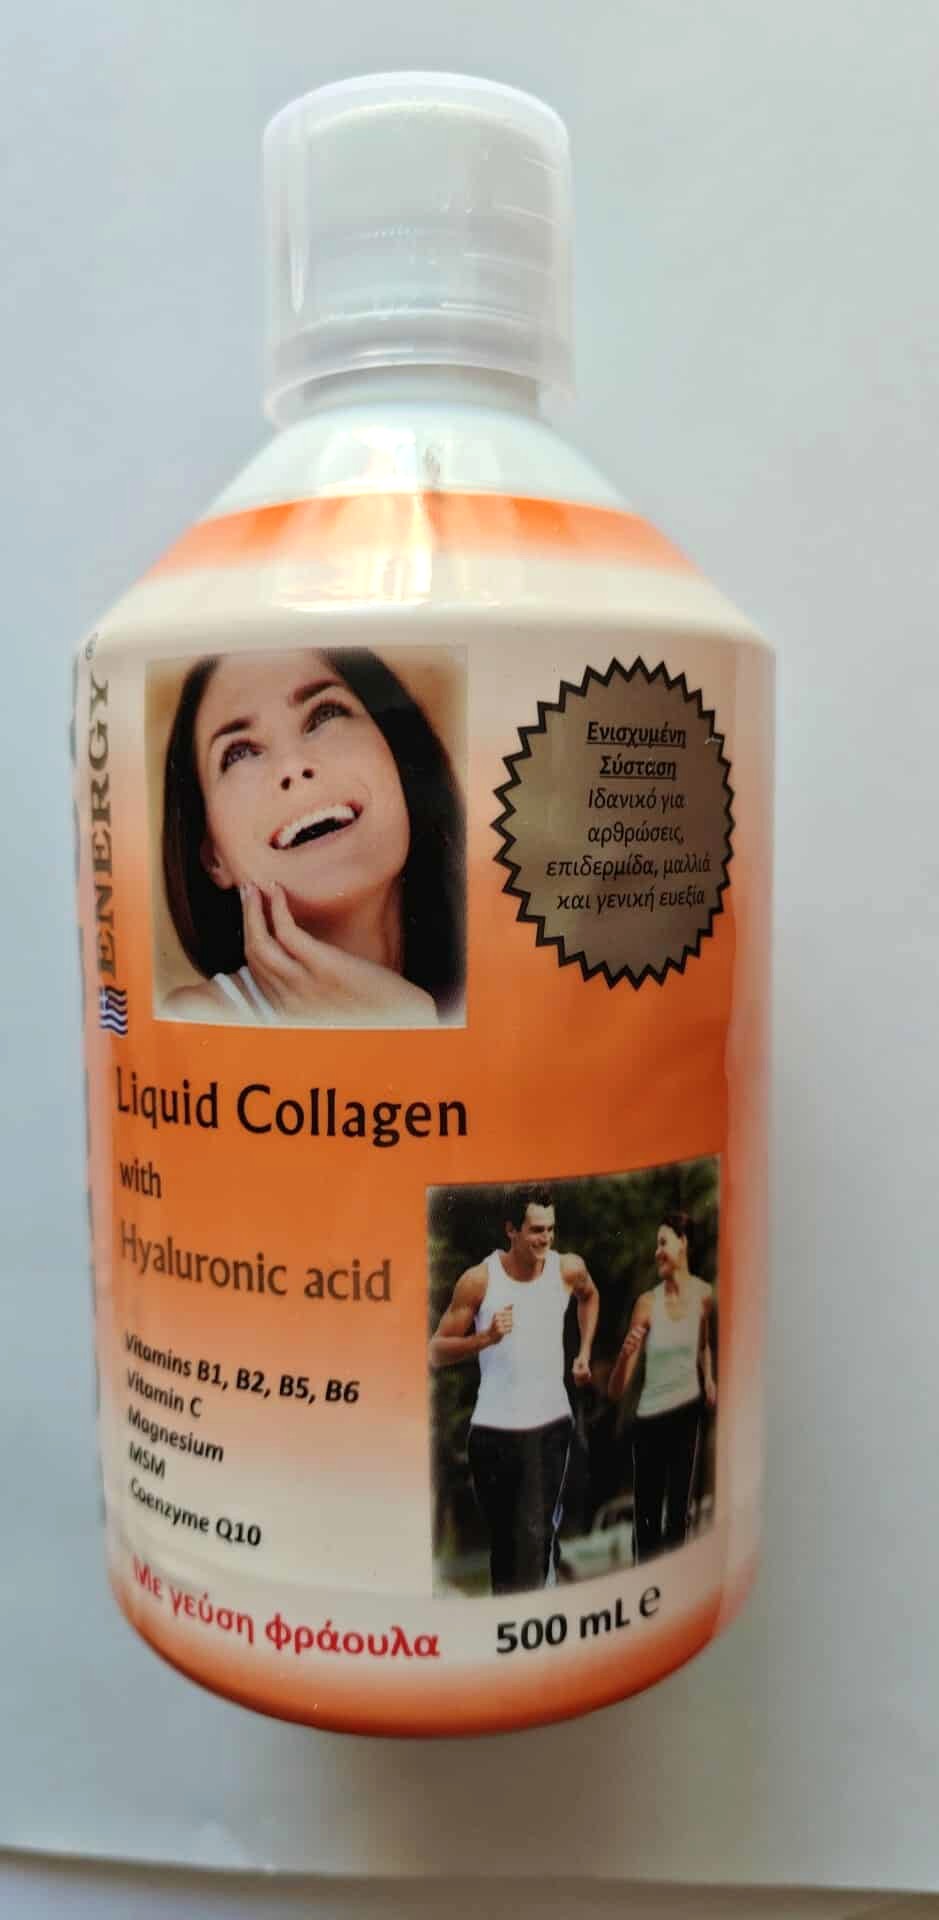 ENERGY®
Ενισχυμένη
Σύσταση
Ιδανικό για
αρθρώσεις,
επιδερμίδα, μαλλιά
και γενική ευεξία
Liquid Collagen
with
Hyaluronic acid
Vitamins B1, B2, B5, B6
Vitamin C
Magnesium
MSM
Coenzyme Q10
Με γεύση φράουλα
500 mL e